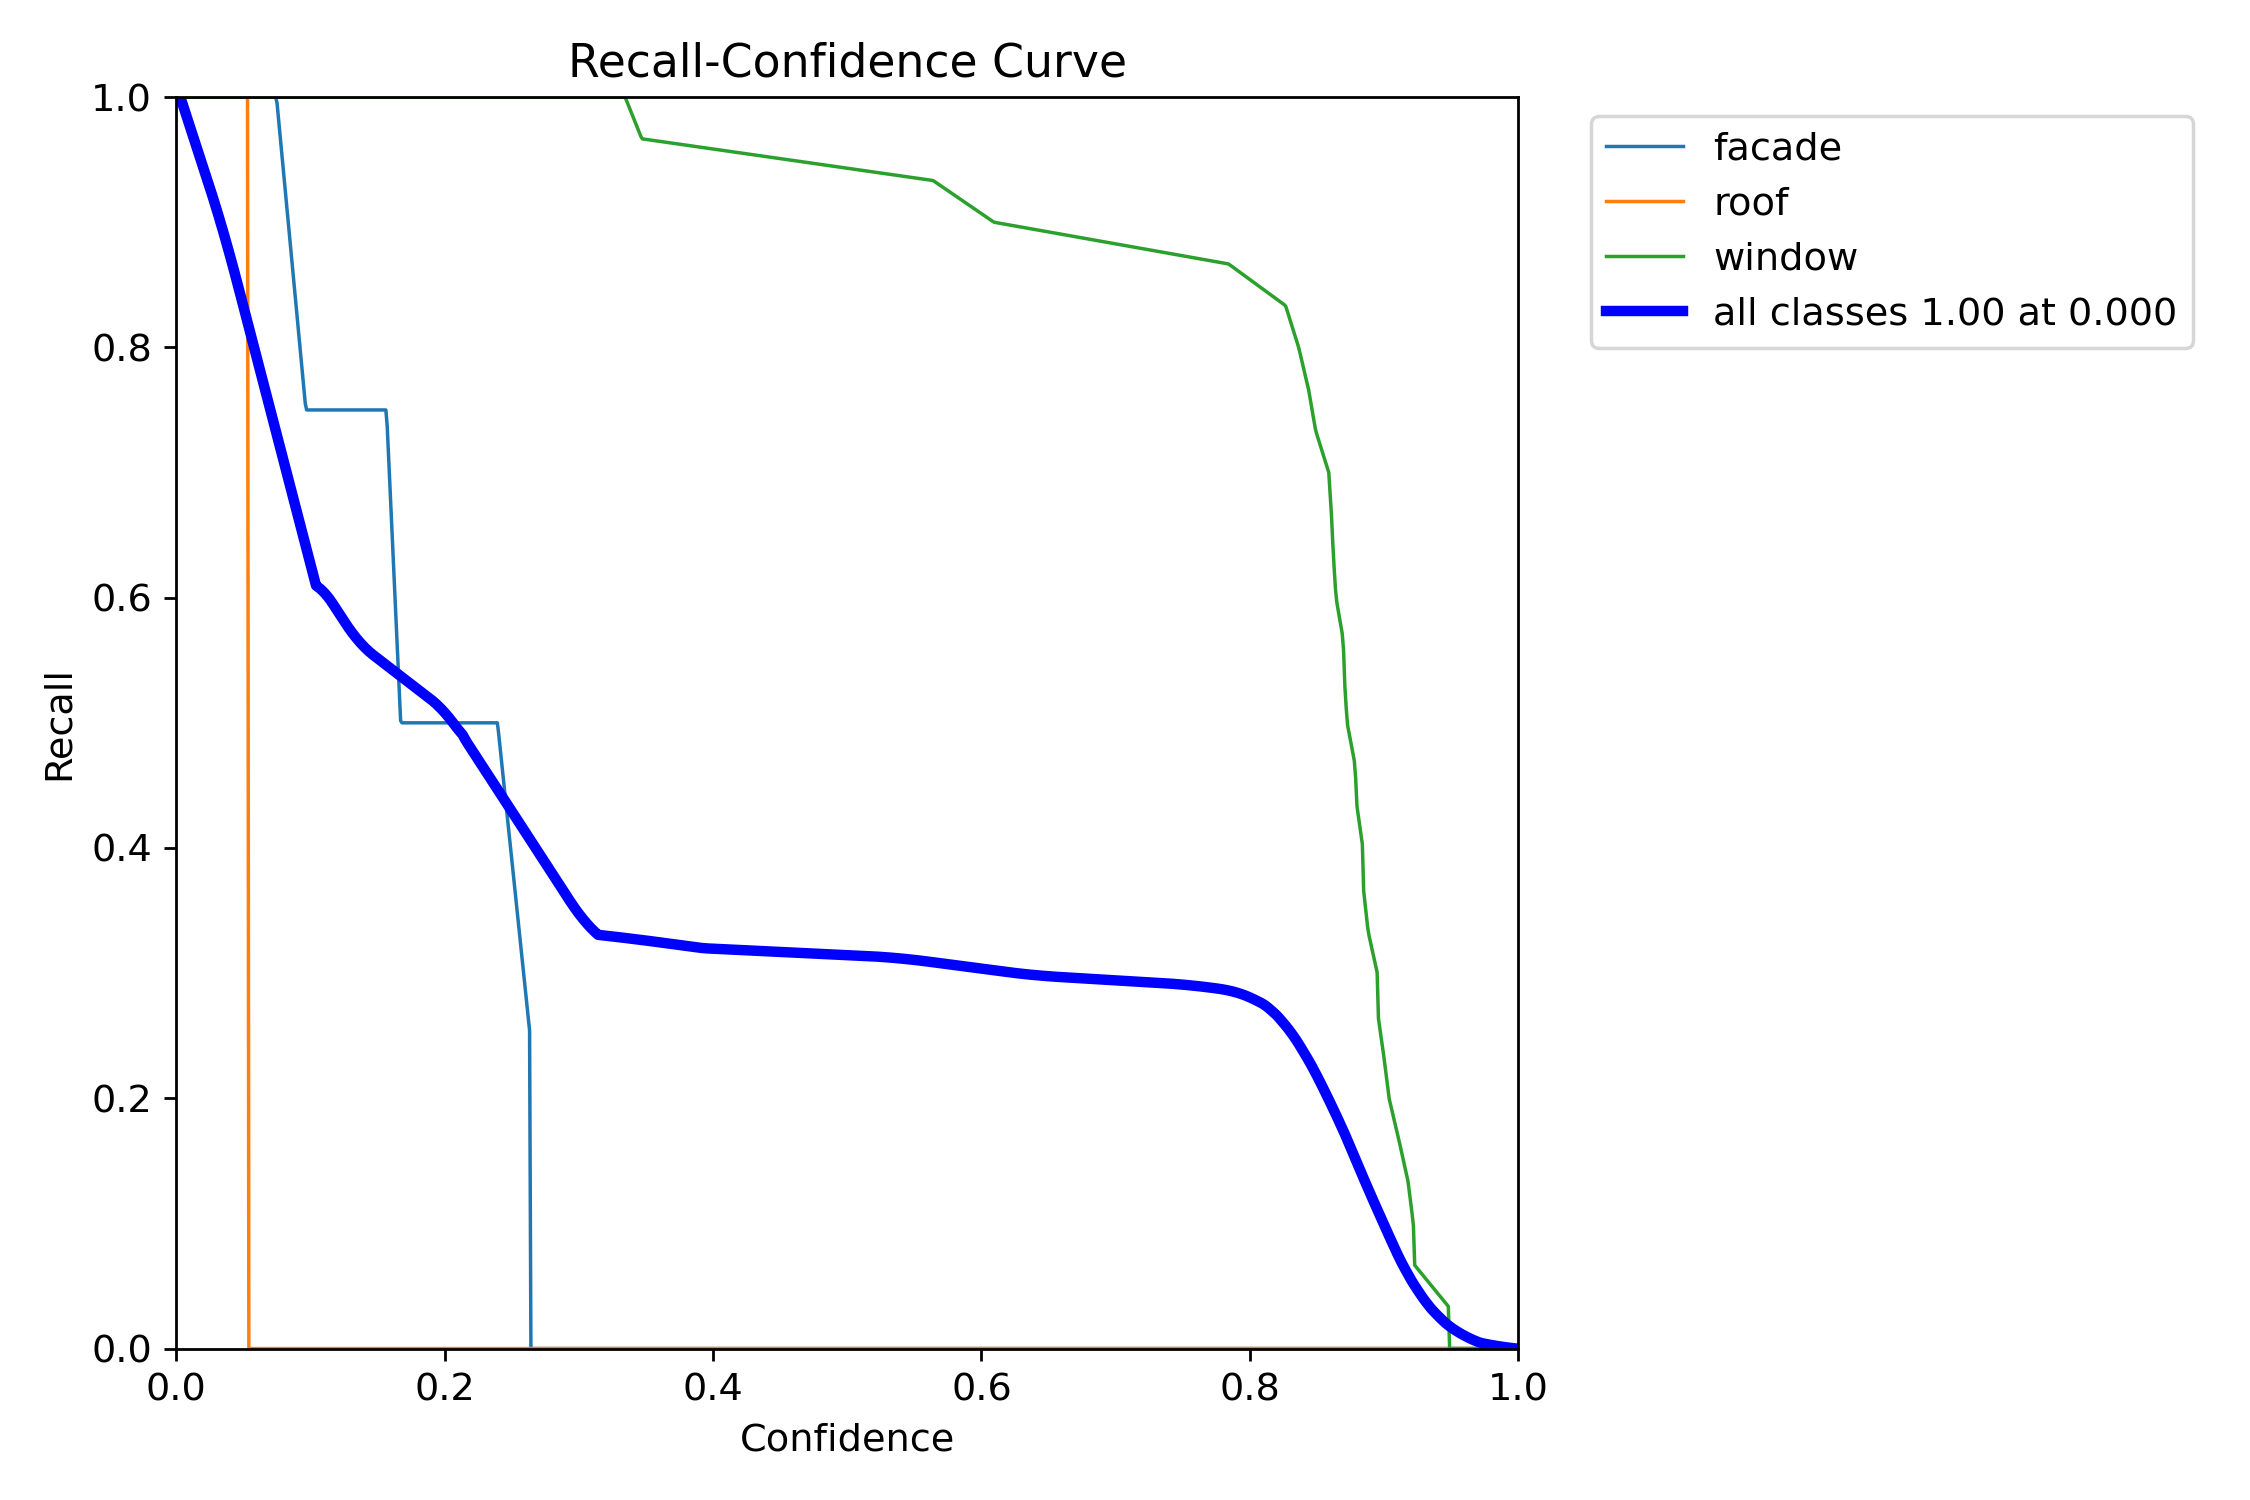 Recall-Confidence Curve
1.0
0.8
0.6
0.4
0.2
0.0
Recall
0.0 0.2 0.4 0.6 0.8 1.0
Confidence
facade
roof
window
all classes 1.00 at 0.000